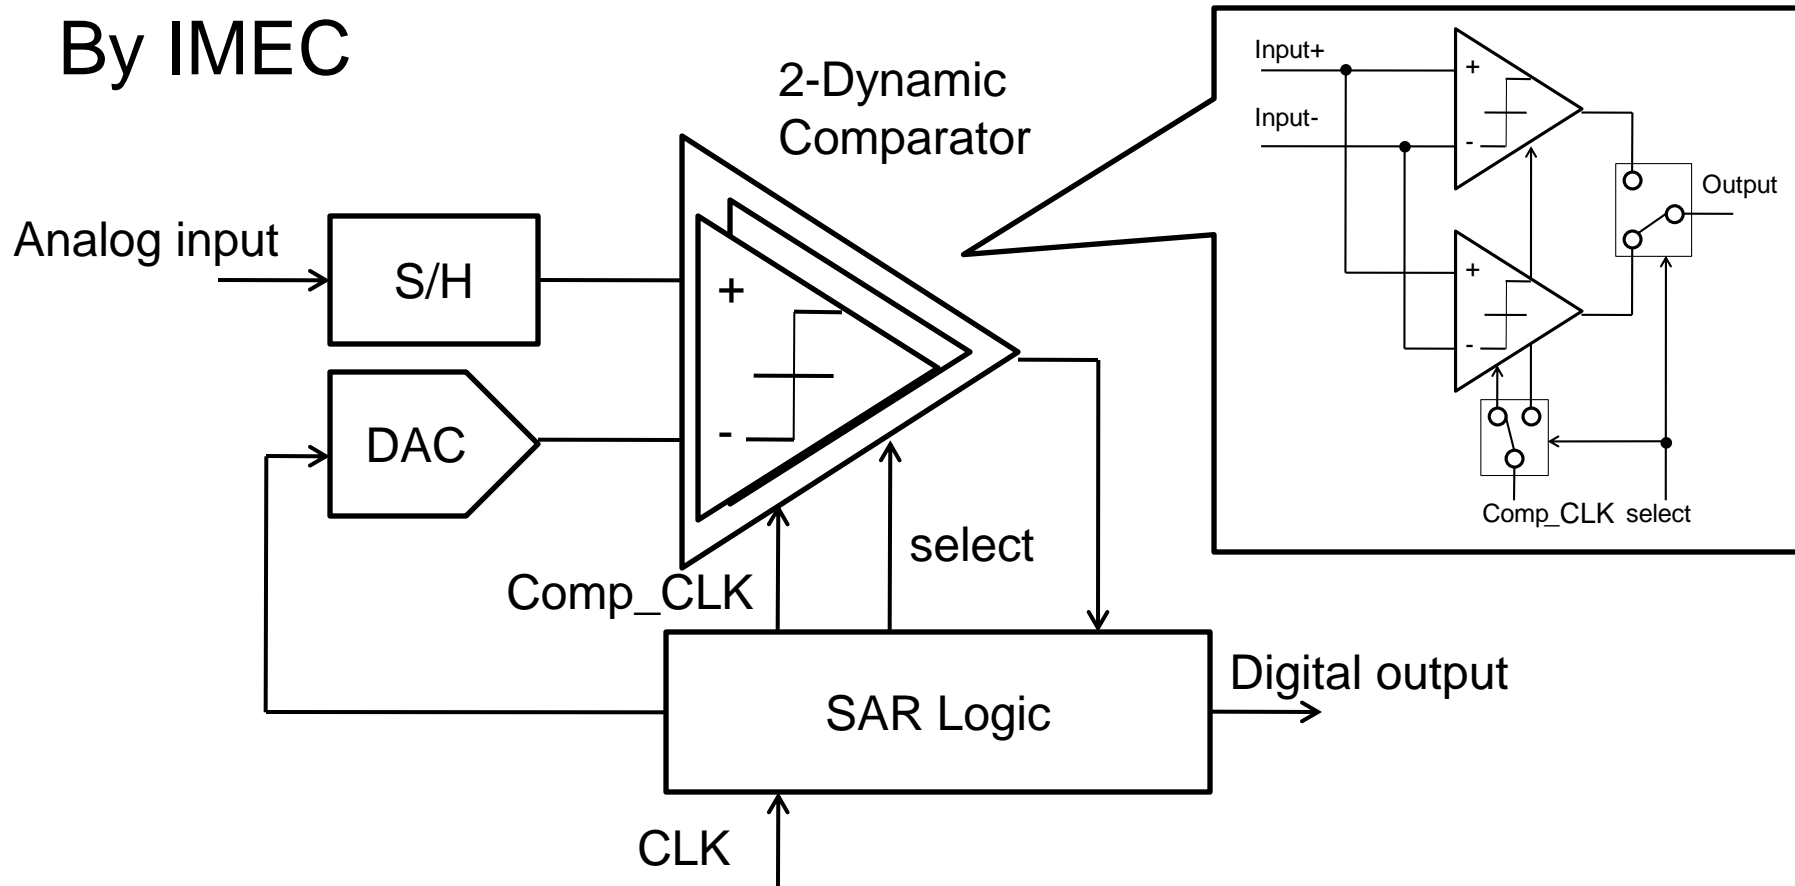 By IMEC
2-Dynamic
Comparator
Analog input
S/H
DAC
+
-
select
Comp_CLK
SAR Logic
Digital output
CLK
Input+
Input-
+
-
Output
+
-
Comp_CLK select